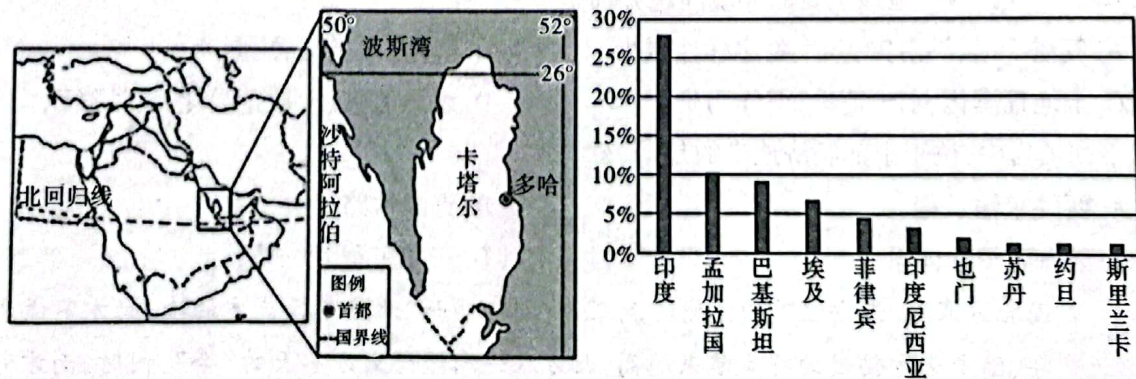 北回归线
50°
52°
波斯湾
26°
沙特阿拉伯
卡塔尔
多哈
图例
首都
国界线
30%
25%
20%
15%
10%
5%
0%
印度
孟加拉国
巴基斯坦
埃及
菲律宾
印度尼西亚
也门
苏丹
约旦
斯里兰卡